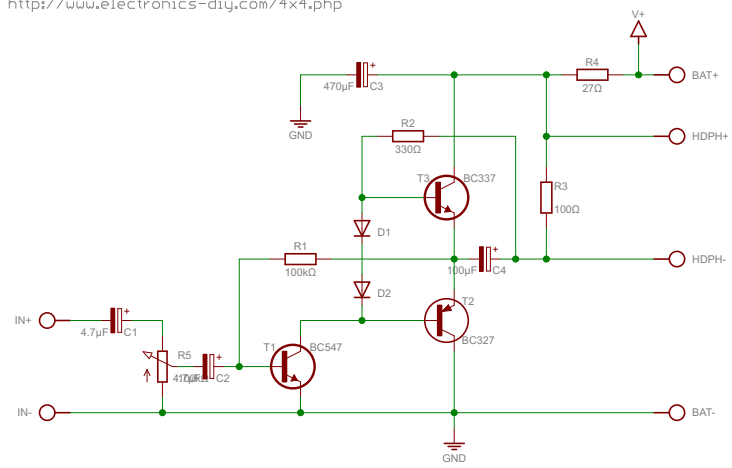 http://www.electronics-diy.com/4x4.php
V+
R4
27Ω
BAT+
470µF
C3
GND
R2
330Ω
HDPH+
T3
BC337
R3
100Ω
D1
R1
100kΩ
100µF
C4
HDPH-
D2
T2
BC327
IN+
4.7µF
C1
T1
BC547
R5
C2
IN-
BAT-
GND